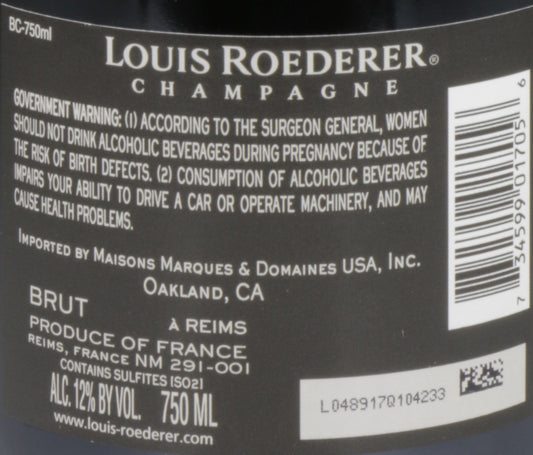 BC-750ml
LOUIS ROEDERER®
CHAMPAGNE
GOVERNMENT WARNING: (1) ACCORDING TO THE SURGEON GENERAL, WOMEN
SHOULD NOT DRINK ALCOHOLIC BEVERAGES DURING PREGNANCY BECAUSE OF
THE RISK OF BIRTH DEFECTS. (2) CONSUMPTION OF ALCOHOLIC BEVERAGES
IMPAIRS YOUR ABILITY TO DRIVE A CAR OR OPERATE MACHINERY, AND MAY
CAUSE HEALTH PROBLEMS.
IMPORTED BY MAISONS MARQUES & DOMAINES USA, INC.
OAKLAND, CA
BRUT
À REIMS
PRODUCE OF FRANCE
REIMS, FRANCE NM 291-001
CONTAINS SULFITES IS021
ALC. 12% BY VOL. 750 ML
www.louis-roederer.com
7 34599 01705 6
L048917Q104233